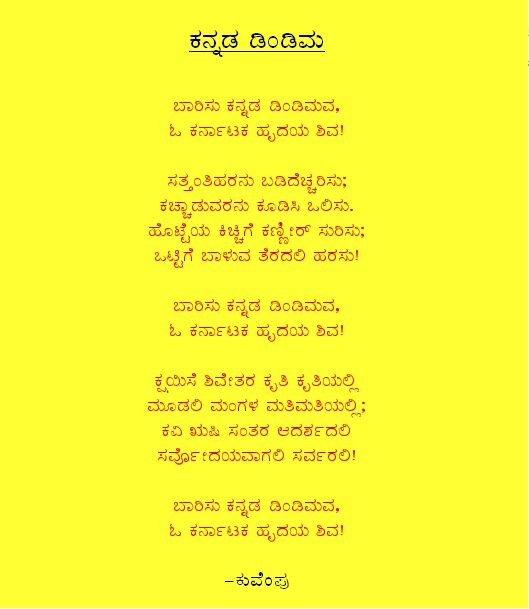 ಕನ್ನಡ ಡಿಂಡಿಮ
ಬಾರಿಸು ಕನ್ನಡ ಡಿಂಡಿಮವ,
ಓ ಕರ್ನಾಟಕ ಹೃದಯ ಶಿವ!
ಸತ್ತಂತಿಹರನು ಬಡಿದೆಚ್ಚರಿಸು;
ಕಚ್ಚಾಡುವರನು ಕೂಡಿಸಿ ಒಲಿಸು.
ಹೊಟ್ಟೆಯ ಕಿಚ್ಚಿಗೆ ಕಣ್ಣೀರ್ ಸುರಿಸು;
ಒಟ್ಟಿಗೆ ಬಾಳುವ ತೆರದಲಿ ಹರಸು!
ಬಾರಿಸು ಕನ್ನಡ ಡಿಂಡಿಮವ,
ಓ ಕರ್ನಾಟಕ ಹೃದಯ ಶಿವ!
ಕ್ಷಯಿಸೆ ಶಿವೇತರ ಕೃತಿ ಕೃತಿಯಲ್ಲಿ
ಮೂಡಲಿ ಮಂಗಳ ಮತಿಮತಿಯಲ್ಲಿ;
ಕವಿ ಋಷಿ ಸಂತರ ಆದರ್ಶದಲಿ
ಸರ್ವೋದಯವಾಗಲಿ ಸರ್ವರಲಿ!
ಬಾರಿಸು ಕನ್ನಡ ಡಿಂಡಿಮವ,
ಓ ಕರ್ನಾಟಕ ಹೃದಯ ಶಿವ!
–ಕುವೆಂಪು